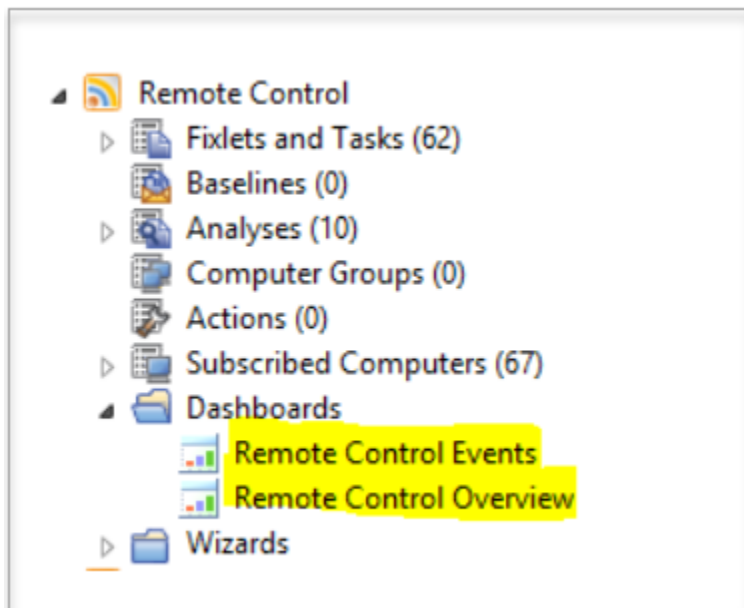 Remote Control
Fixlets and Tasks (62)
Baselines (0)
Analyses (10)
Computer Groups (0)
Actions (0)
Subscribed Computers (67)
Dashboards
Remote Control Events
Remote Control Overview
Wizards